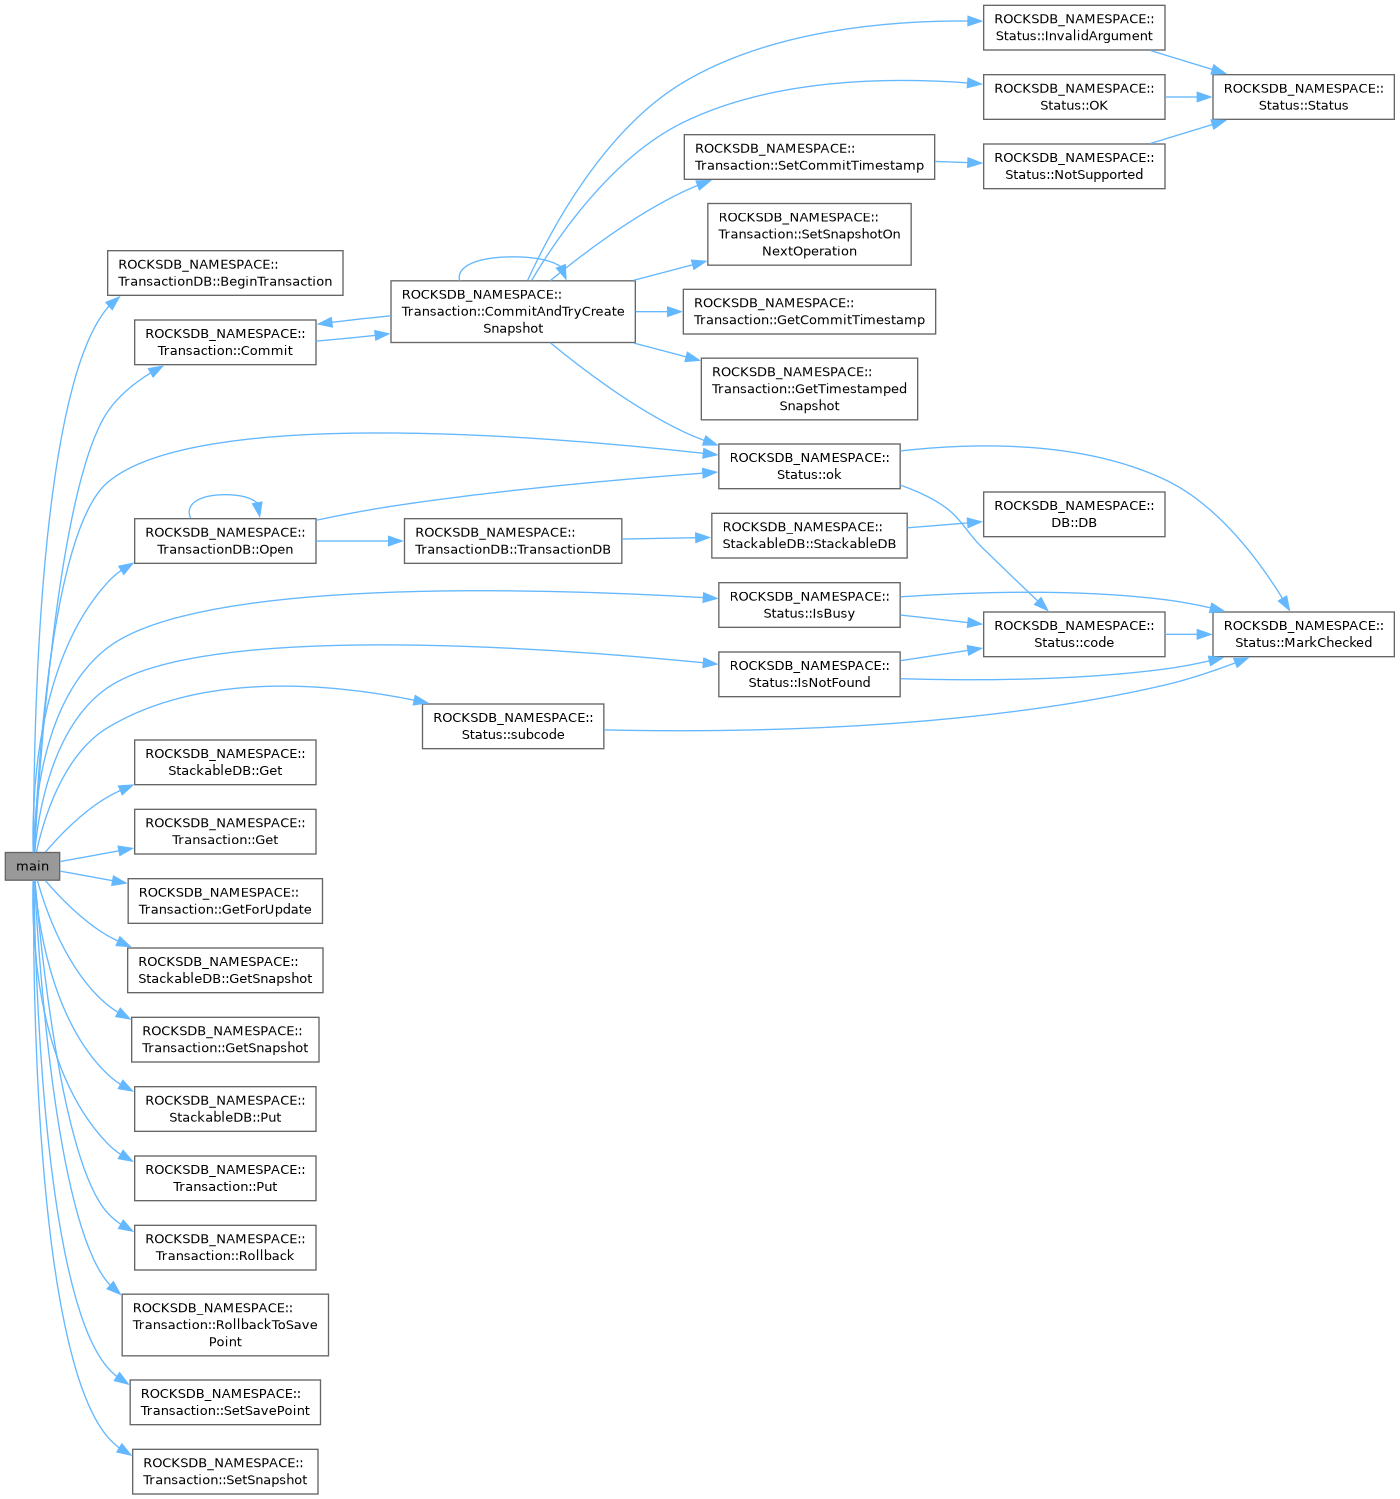 ROCKSDB_NAMESPACE::
Status::InvalidArgument
ROCKSDB_NAMESPACE::
Status::OK
ROCKSDB_NAMESPACE::
Status::Status
ROCKSDB_NAMESPACE::
Transaction::SetCommitTimestamp
ROCKSDB_NAMESPACE::
Status::NotSupported
ROCKSDB_NAMESPACE::
Transaction::SetSnapshotOn
NextOperation
ROCKSDB_NAMESPACE::
TransactionDB::BeginTransaction
ROCKSDB_NAMESPACE::
Transaction::CommitAndTryCreate
Snapshot
ROCKSDB_NAMESPACE::
Transaction::GetCommitTimestamp
ROCKSDB_NAMESPACE::
Transaction::Commit
ROCKSDB_NAMESPACE::
Transaction::GetTimestamped
Snapshot
ROCKSDB_NAMESPACE::
Status::ok
ROCKSDB_NAMESPACE::
DB::DB
ROCKSDB_NAMESPACE::
TransactionDB::Open
ROCKSDB_NAMESPACE::
TransactionDB::TransactionDB
ROCKSDB_NAMESPACE::
StackableDB::StackableDB
ROCKSDB_NAMESPACE::
Status::IsBusy
ROCKSDB_NAMESPACE::
Status::code
ROCKSDB_NAMESPACE::
Status::MarkChecked
ROCKSDB_NAMESPACE::
Status::IsNotFound
ROCKSDB_NAMESPACE::
Status::subcode
ROCKSDB_NAMESPACE::
StackableDB::Get
ROCKSDB_NAMESPACE::
Transaction::Get
main
ROCKSDB_NAMESPACE::
Transaction::GetForUpdate
ROCKSDB_NAMESPACE::
StackableDB::GetSnapshot
ROCKSDB_NAMESPACE::
Transaction::GetSnapshot
ROCKSDB_NAMESPACE::
StackableDB::Put
ROCKSDB_NAMESPACE::
Transaction::Put
ROCKSDB_NAMESPACE::
Transaction::Rollback
ROCKSDB_NAMESPACE::
Transaction::RollbackToSave
Point
ROCKSDB_NAMESPACE::
Transaction::SetSavePoint
ROCKSDB_NAMESPACE::
Transaction::SetSnapshot